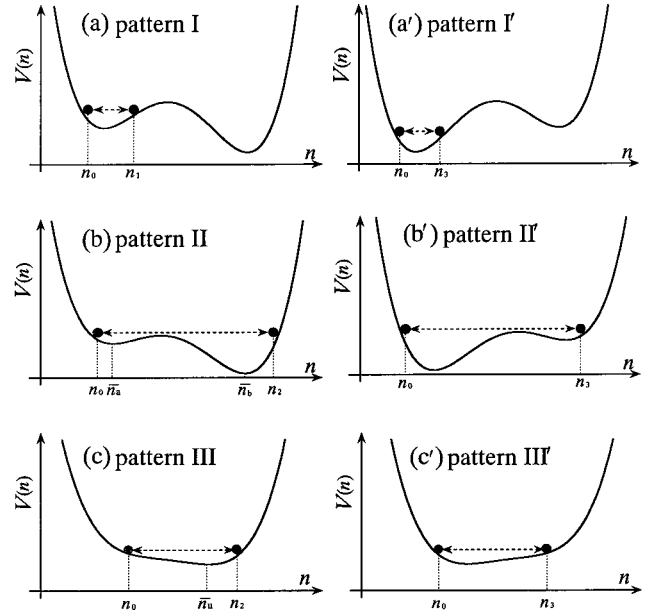 (a) pattern I
V(n)
n
n₀ n₁
(a′) pattern I′
V(n)
n
n₀ n₃
(b) pattern II
V(n)
n
n₀ n̄ₐ n̄b n₂
(b′) pattern II′
V(n)
n
n₀ n₃
(c) pattern III
V(n)
n
n₀ n̄u n₂
(c′) pattern III′
V(n)
n
n₀ n₃